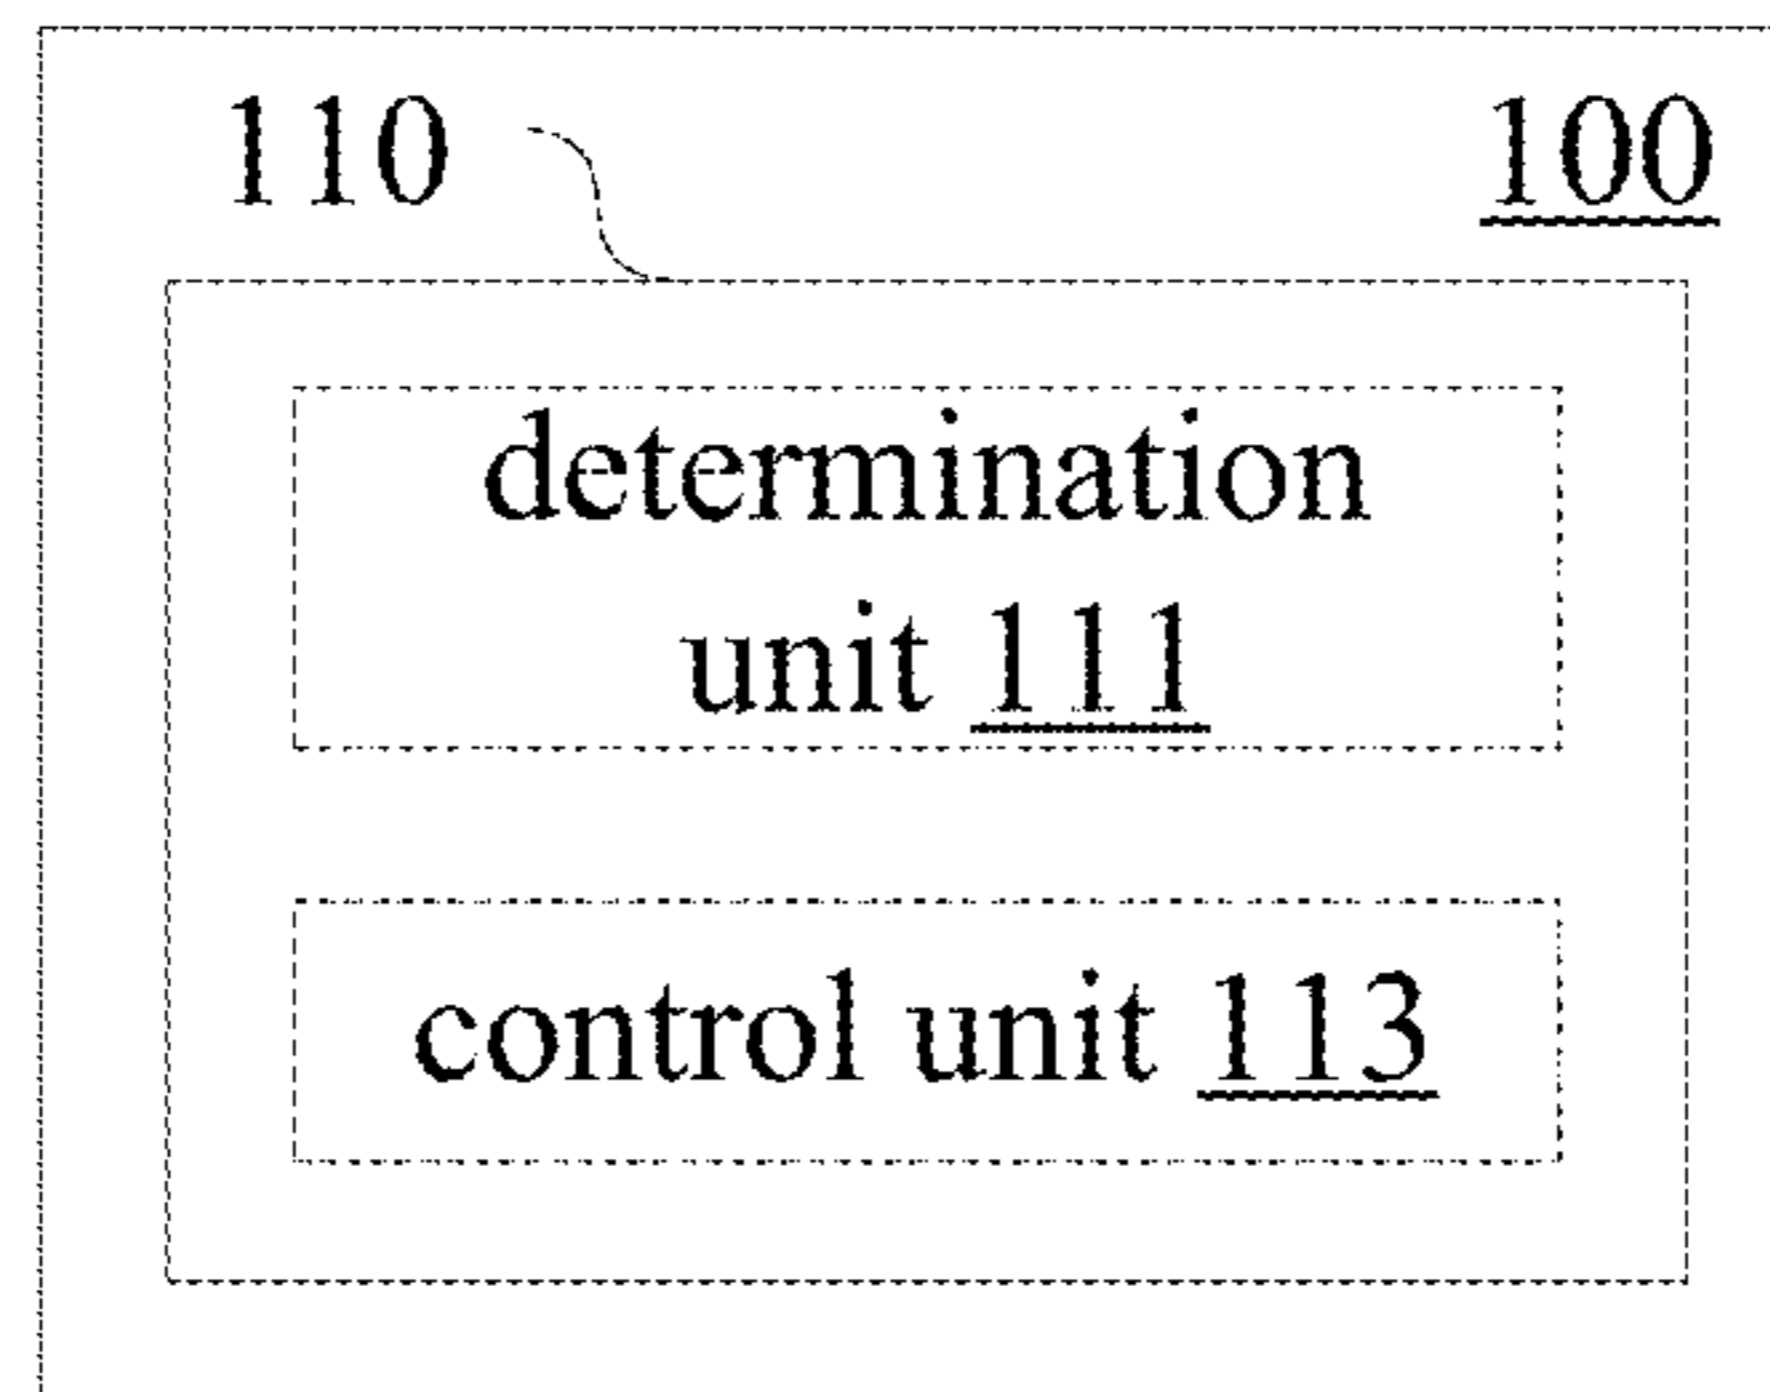 110
100
determination
unit 111
control unit 113